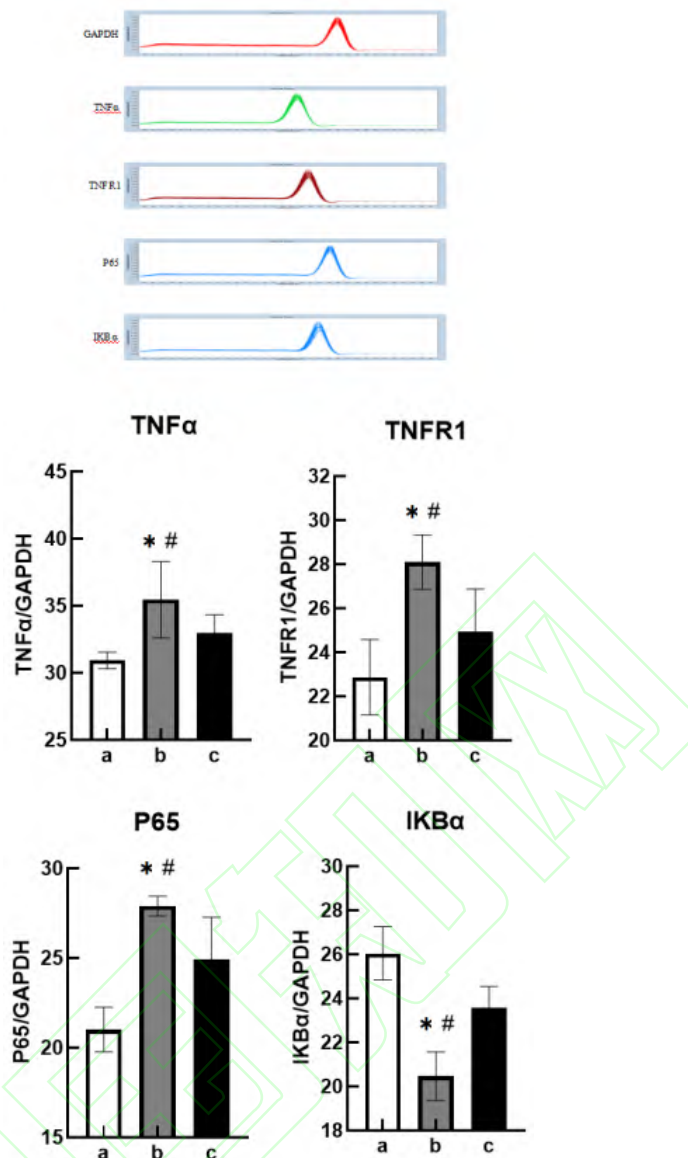 GAPDH
TNFα
TNFR1
P65
IKBα
TNFα
TNFα/GAPDH
45
40
35
30
25
* #
a b c
TNFR1
TNFR1/GAPDH
32
30
28
26
24
22
20
* #
a b c
P65
P65/GAPDH
30
25
20
15
* #
a b c
IKBα
IKBα/GAPDH
30
28
26
24
22
20
18
* #
a b c